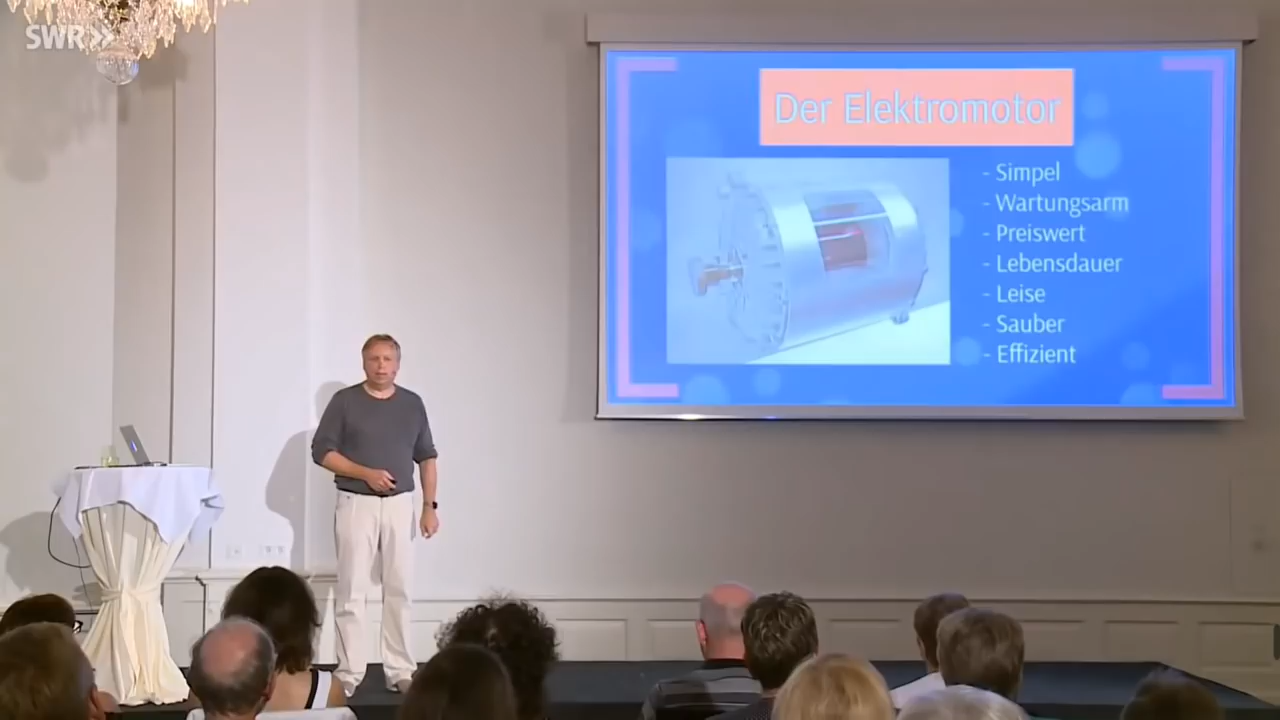 SWR»
Der Elektromotor
- Simpel
- Wartungsarm
- Preiswert
- Lebensdauer
- Leise
- Sauber
- Effizient